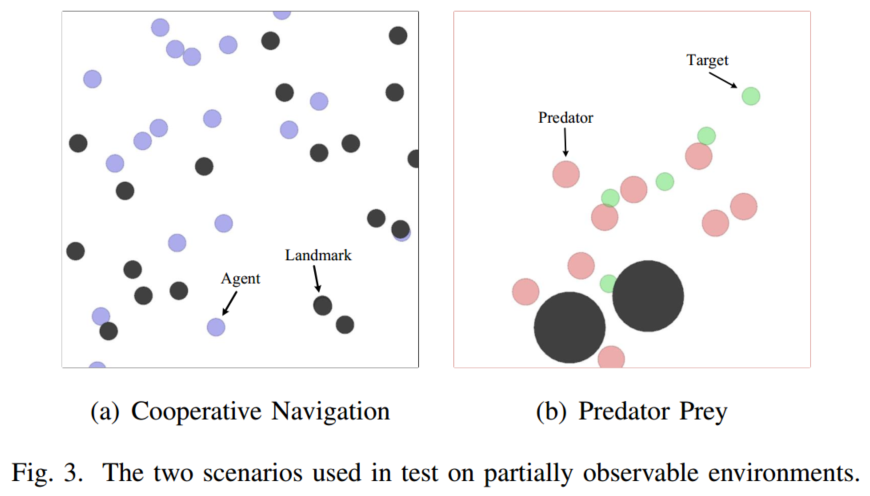 Target
Predator
Landmark
Agent
(a) Cooperative Navigation
(b) Predator Prey
Fig. 3. The two scenarios used in test on partially observable environments.